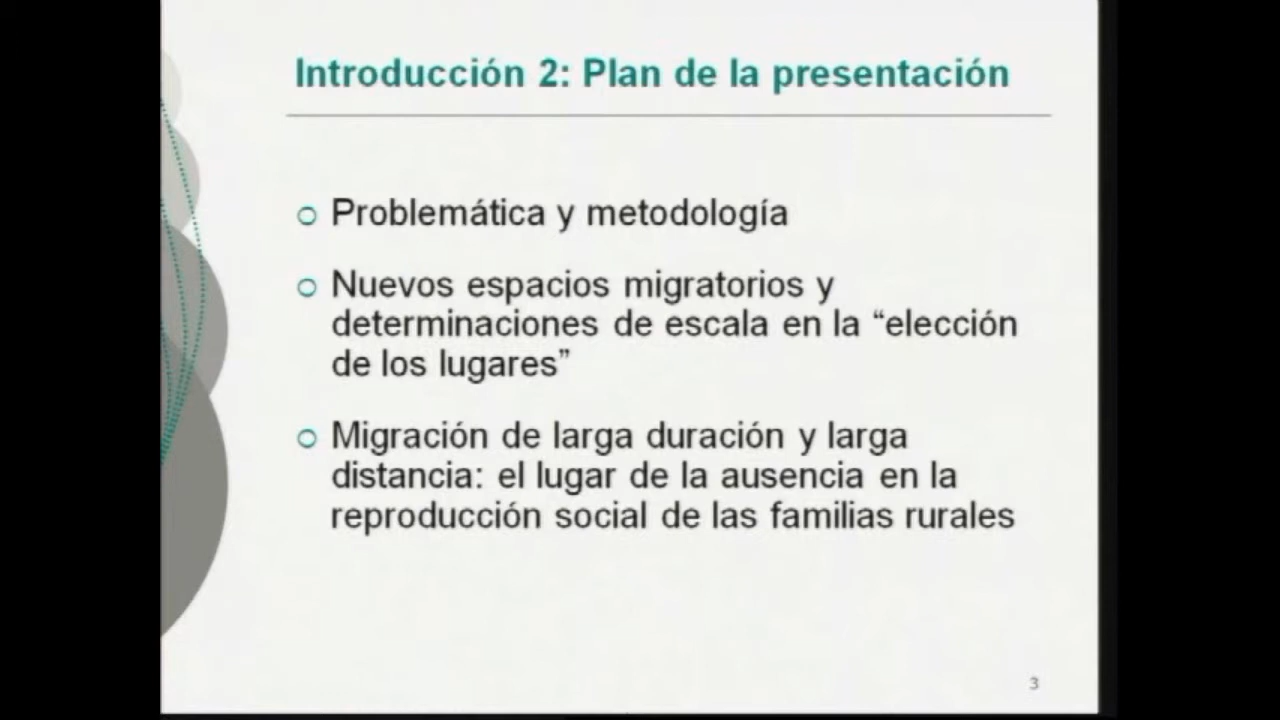 Introducción 2: Plan de la presentación
Problemática y metodología
Nuevos espacios migratorios y
determinaciones de escala en la “elección
de los lugares”
Migración de larga duración y larga
distancia: el lugar de la ausencia en la
reproducción social de las familias rurales
3